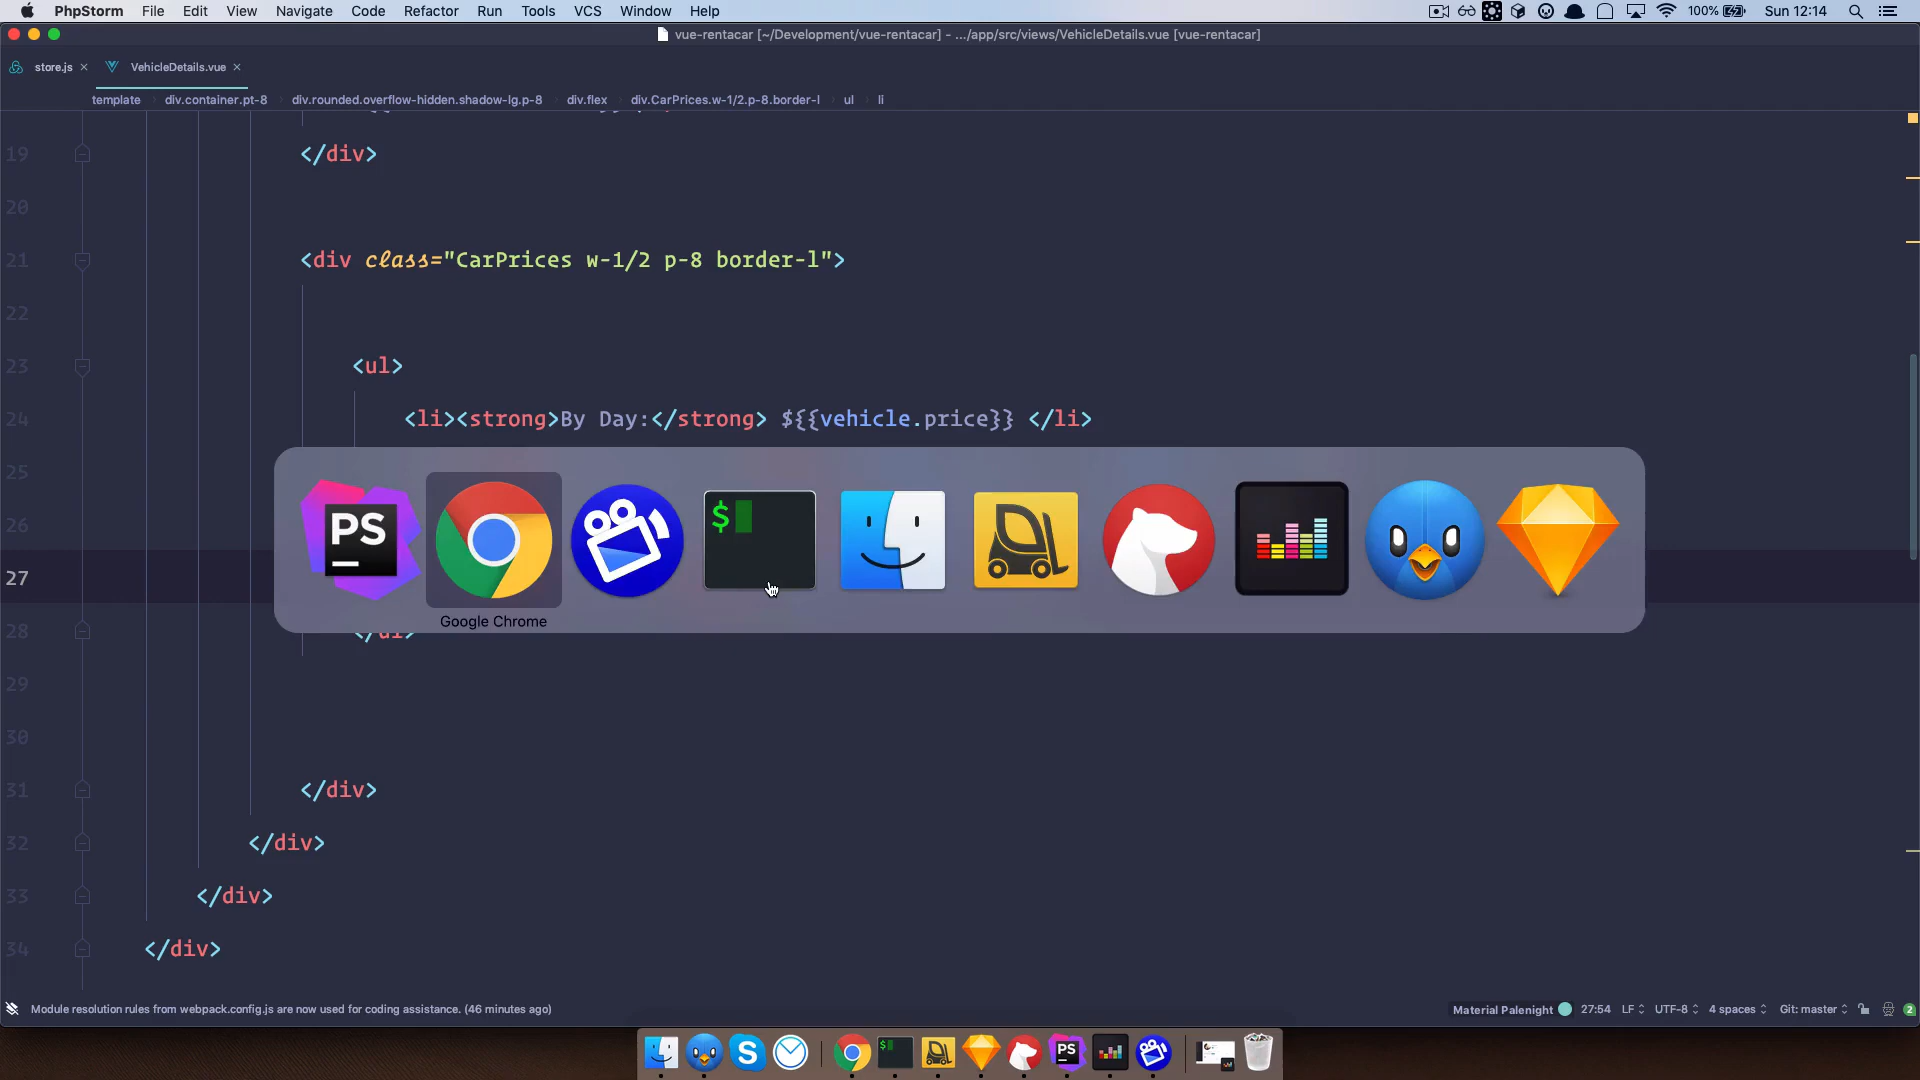 PhpStorm File Edit View Navigate Code Refactor Run Tools VCS Window Help 100% Sun 12:14
vue-rentacar [~/Development/vue-rentacar] - .../app/src/views/VehicleDetails.vue [vue-rentacar]
store.js VehicleDetails.vue
template div.container.pt-8 div.rounded.overflow-hidden.shadow-lg.p-8 div.flex div.CarPrices.w-1/2.p-8.border-l ul li
19 </div>
20
21 <div class="CarPrices w-1/2 p-8 border-l">
22
23 <ul>
24 <li><strong>By Day:</strong> ${{vehicle.price}} </li>
25
26
PS $
27
Google Chrome
28 </ul>
29
30
31 </div>
32 </div>
33 </div>
34 </div>
Module resolution rules from webpack.config.js are now used for coding assistance. (46 minutes ago) Material Palenight 27:54 LF UTF-8 4 spaces Git: master 2
S $ PS